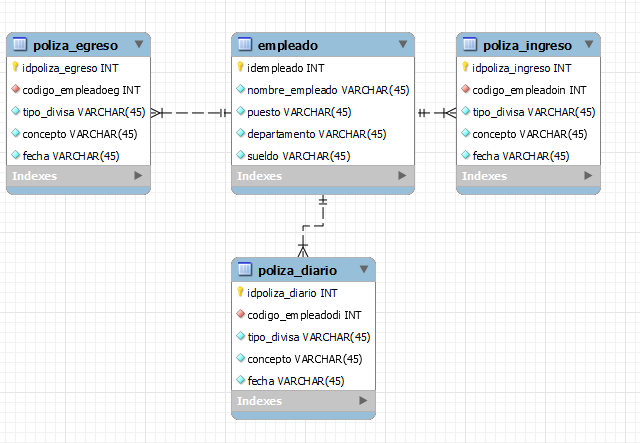 poliza_egreso
idpoliza_egreso INT
codigo_empleadoeg INT
tipo_divisa VARCHAR(45)
concepto VARCHAR(45)
fecha VARCHAR(45)
Indexes
empleado
idempleado INT
nombre_empleado VARCHAR(45)
puesto VARCHAR(45)
departamento VARCHAR(45)
sueldo VARCHAR(45)
Indexes
poliza_ingreso
idpoliza_ingreso INT
codigo_empleadoin INT
tipo_divisa VARCHAR(45)
concepto VARCHAR(45)
fecha VARCHAR(45)
Indexes
poliza_diario
idpoliza_diario INT
codigo_empleadodi INT
tipo_divisa VARCHAR(45)
concepto VARCHAR(45)
fecha VARCHAR(45)
Indexes